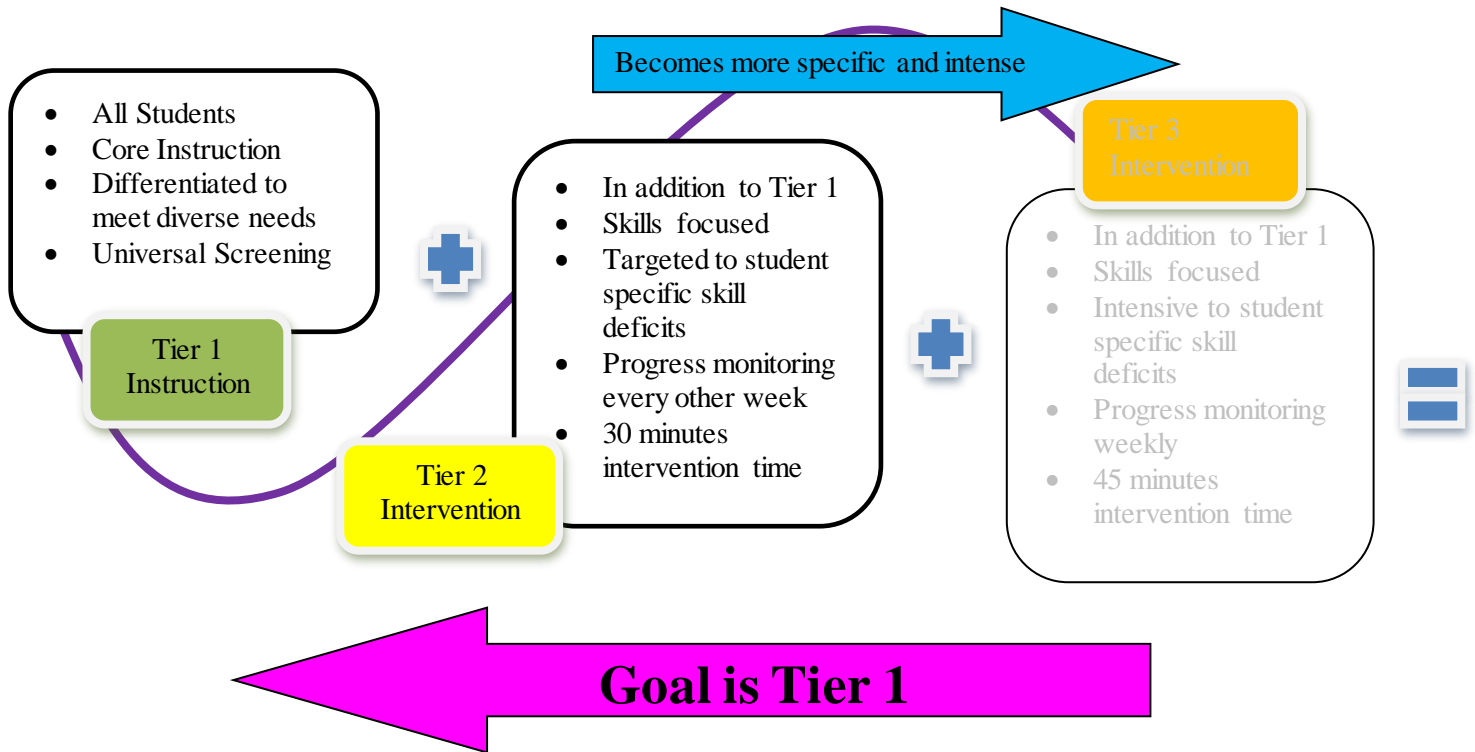 Becomes more specific and intense
• All Students
• Core Instruction
• Differentiated to
meet diverse needs
• Universal Screening
Tier 1
Instruction
• In addition to Tier 1
• Skills focused
• Targeted to student
specific skill
deficits
• Progress monitoring
every other week
• 30 minutes
intervention time
Tier 2
Intervention
Tier 3
Intervention
• In addition to Tier 1
• Skills focused
• Intensive to student
specific skill
deficits
• Progress monitoring
weekly
• 45 minutes
intervention time
Goal is Tier 1